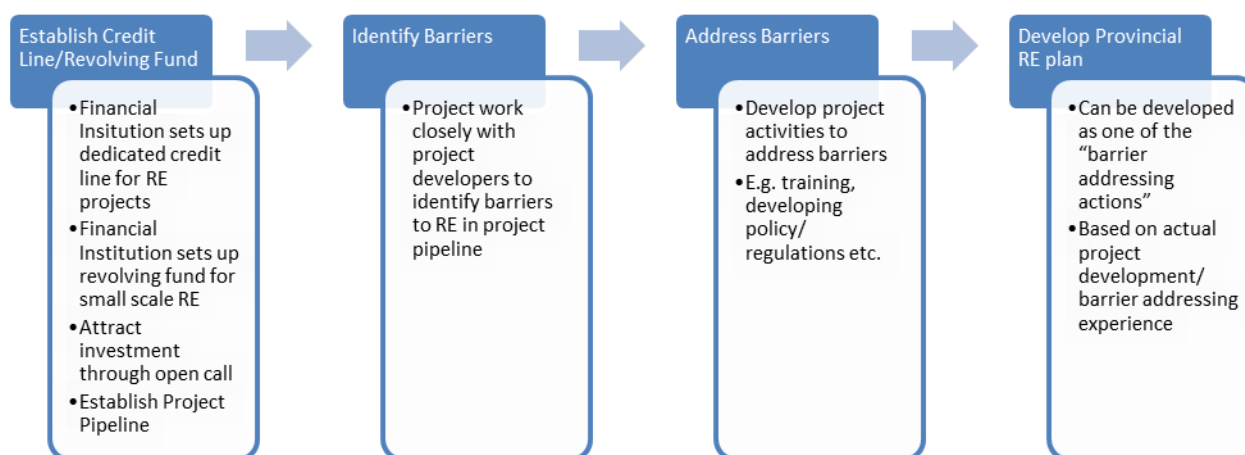 Establish Credit
Line/Revolving Fund
•Financial
Insitution sets up
dedicated credit
line for RE
projects
•Financial
Institution sets up
revolving fund for
small scale RE
•Attract
investment
through open call
•Establish Project
Pipeline
Identify Barriers
•Project work
closely with
project
developers to
identify barriers
to RE in project
pipeline
Address Barriers
•Develop project
activities to
address barriers
•E.g. training,
developing
policy/
regulations etc.
Develop Provincial
RE plan
•Can be developed
as one of the
“barrier
addressing
actions”
•Based on actual
project
development/
barrier addressing
experience